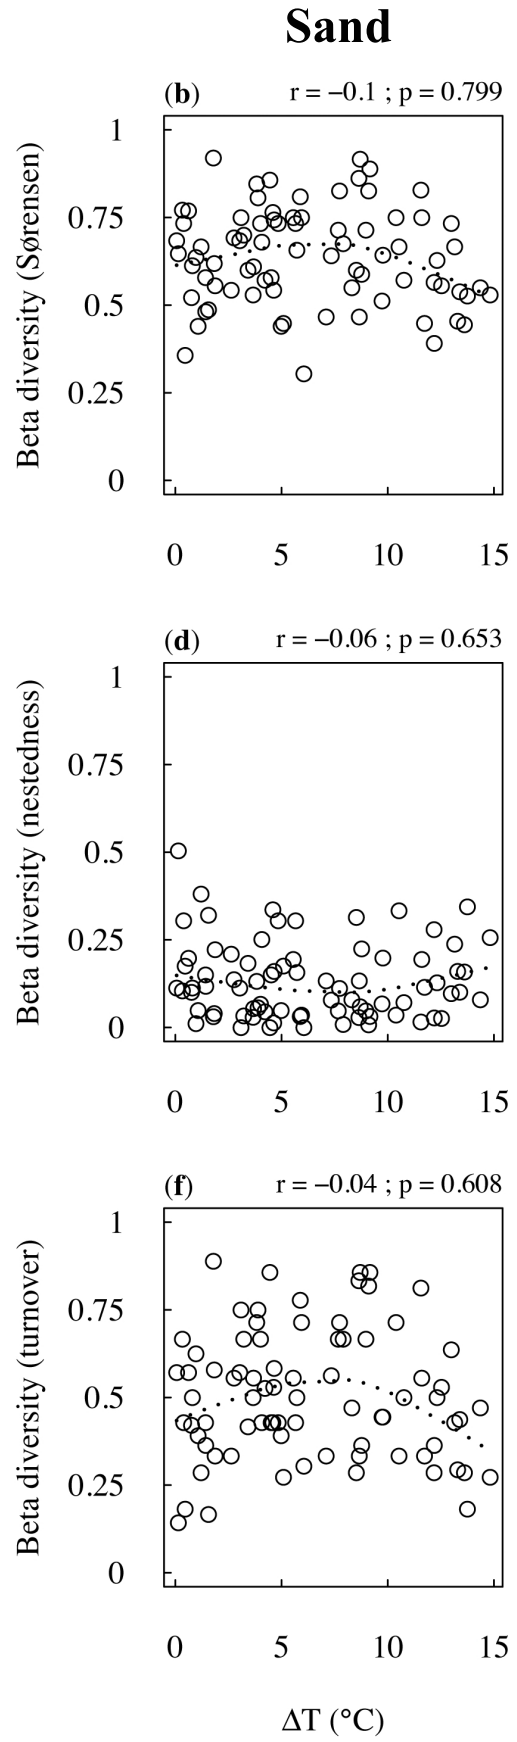 Sand
(b) r = −0.1 ; p = 0.799
Beta diversity (Sørensen)
1
0.75
0.5
0.25
0
0 5 10 15
(d) r = −0.06 ; p = 0.653
Beta diversity (nestedness)
1
0.75
0.5
0.25
0
0 5 10 15
(f) r = −0.04 ; p = 0.608
Beta diversity (turnover)
1
0.75
0.5
0.25
0
0 5 10 15
ΔT (°C)